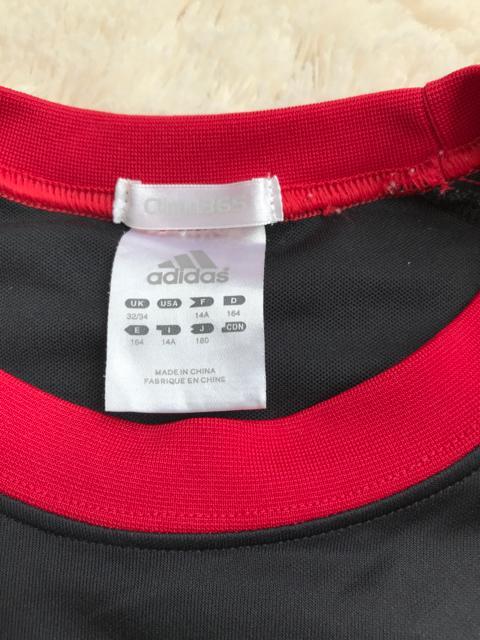 adidas
UK USA F D
32/34 14A 164
E I J CDN
164 14A 180
MADE IN CHINA
FABRIQUE EN CHINE